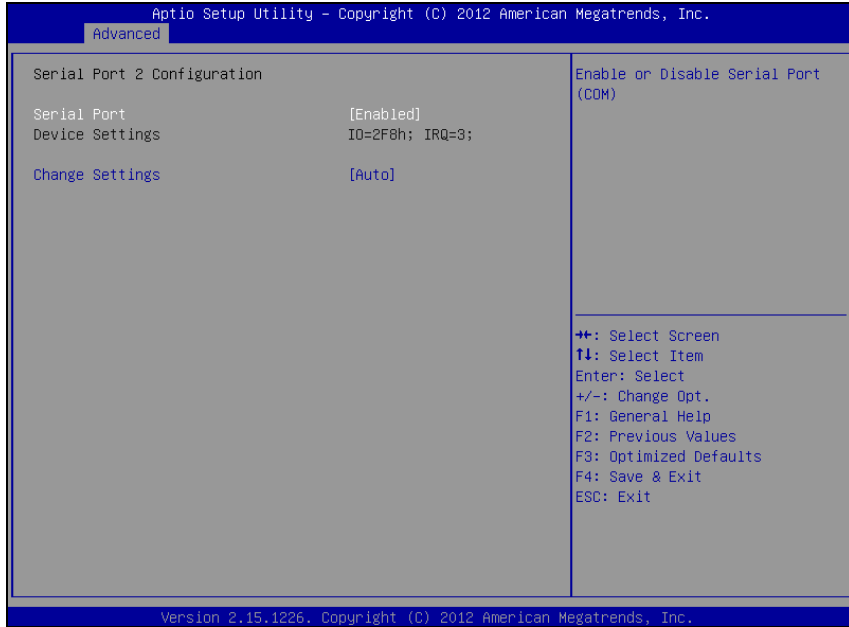 Aptio Setup Utility – Copyright (C) 2012 American Megatrends, Inc.
Advanced
Serial Port 2 Configuration
Serial Port [Enabled]
Device Settings IO=2F8h; IRQ=3;
Change Settings [Auto]
Enable or Disable Serial Port
(COM)
→←: Select Screen
↑↓: Select Item
Enter: Select
+/-: Change Opt.
F1: General Help
F2: Previous Values
F3: Optimized Defaults
F4: Save & Exit
ESC: Exit
Version 2.15.1226. Copyright (C) 2012 American Megatrends, Inc.